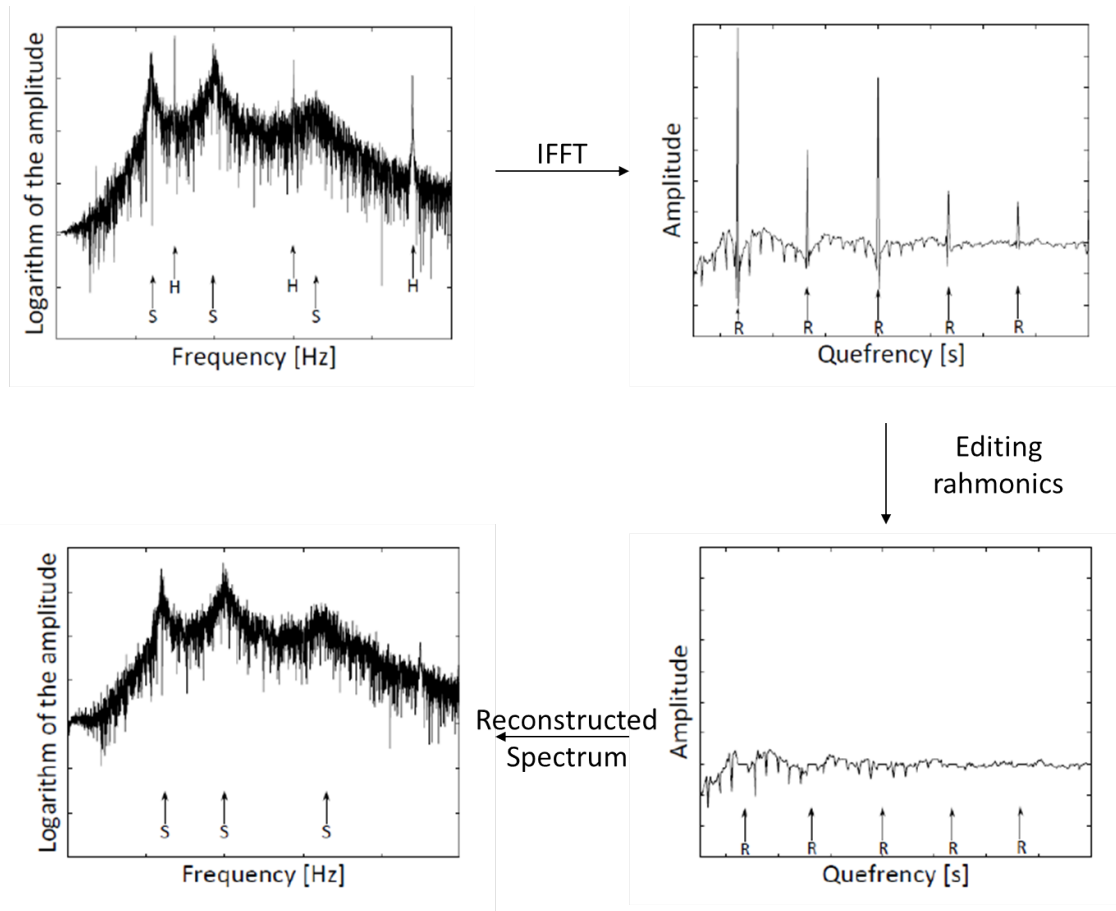 Logarithm of the amplitude
H
H
H
S
S
S
Frequency [Hz]
IFFT
Amplitude
R
R
R
R
R
Quefrency [s]
Editing
rahmonics
Logarithm of the amplitude
S
S
S
Frequency [Hz]
Reconstructed
Spectrum
Amplitude
R
R
R
R
R
Quefrency [s]